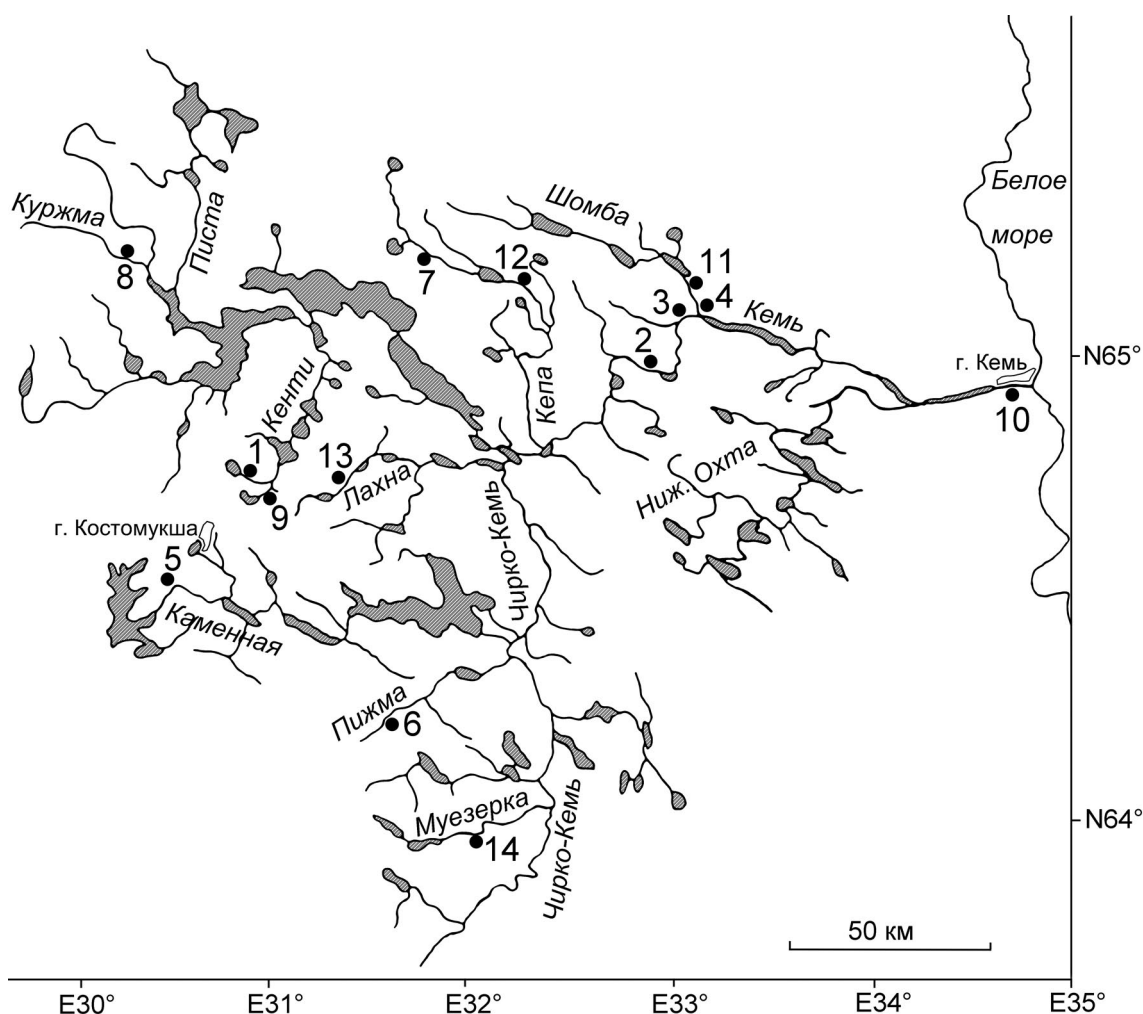 Белое
море
Шомба
Куржма
Писта
8
7
12
11
3
4
Кемь
2
N65°
г. Кемь
10
Кенти
Кепа
1
13
9
Лахна
Ниж. Охта
г. Костомукша
5
Каменная
Чирко-Кемь
Пижма
6
Муезерка
14
Чирко-Кемь
N64°
50 км
E30°
E31°
E32°
E33°
E34°
E35°